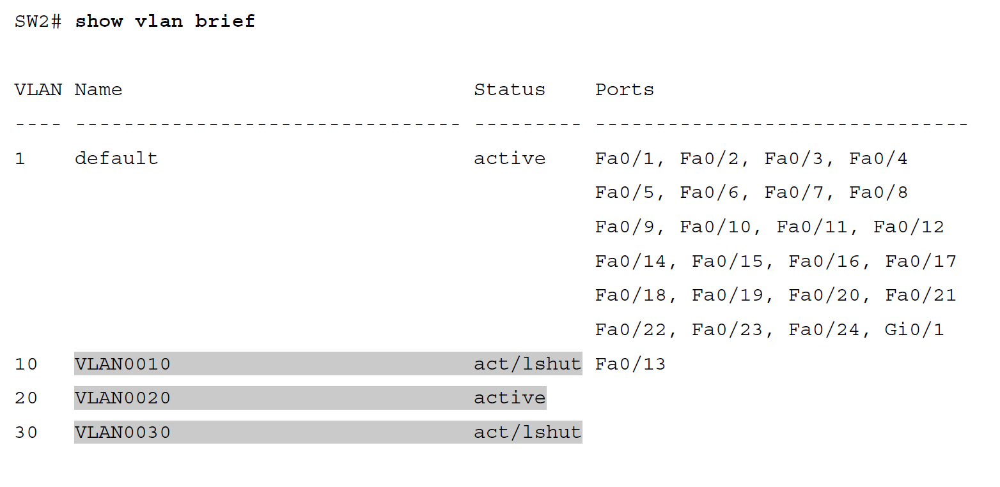 SW2# show vlan brief
VLAN Name                             Status    Ports
---- -------------------------------- --------- -------------------------------
1    default                          active    Fa0/1, Fa0/2, Fa0/3, Fa0/4
                                                Fa0/5, Fa0/6, Fa0/7, Fa0/8
                                                Fa0/9, Fa0/10, Fa0/11, Fa0/12
                                                Fa0/14, Fa0/15, Fa0/16, Fa0/17
                                                Fa0/18, Fa0/19, Fa0/20, Fa0/21
                                                Fa0/22, Fa0/23, Fa0/24, Gi0/1
10   VLAN0010                         act/lshut Fa0/13
20   VLAN0020                         active
30   VLAN0030                         act/lshut